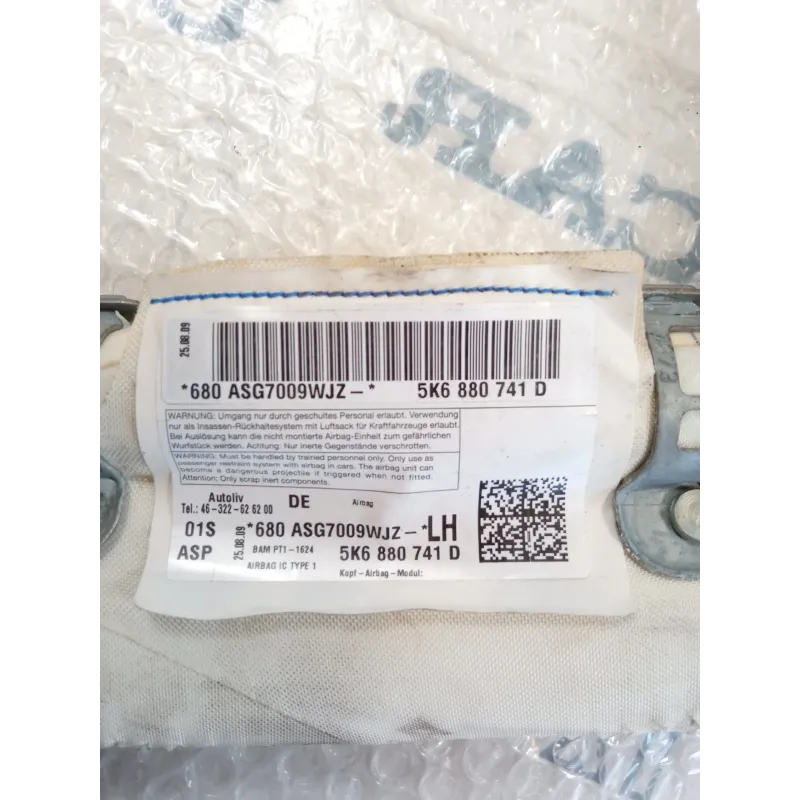 25.08.09
*680 ASG7009WJZ-* 5K6 880 741 D
WARNING: Umgang nur durch geschultes Personal erlaubt. Verwendung
nur als Insassen-Rückhaltesystem mit Luftsack für Kraftfahrzeuge erlaubt.
Bei Auslösung kann die nicht montierte Airbag-Einheit zum gefährlichen
Wurfstück werden. Achtung: Nur inerte Gegenstände verschrotten.
WARNING: Must be handled by trained personnel only. Only use as
passenger restraint system with airbag in cars. The airbag unit can
become a dangerous projectile if triggered when not fitted.
Attention; Only scrap inert components.
Autoliv DE Airbag
Tel.: 46-322-62 62 00
01S 25.08.09 *680 ASG7009WJZ-*LH
ASP BAM PT1-1624 5K6 880 741 D
AIRBAG IC TYPE 1 Kopf-Airbag-Modul: